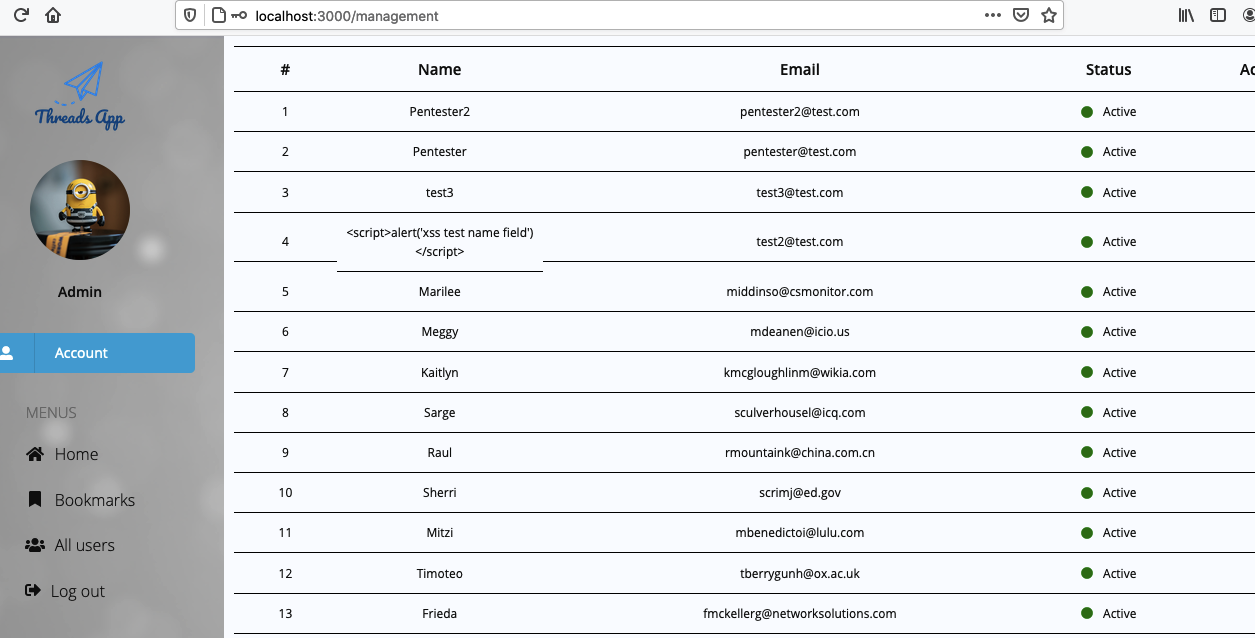 localhost:3000/management
Threads App
Admin
Account
MENUS
Home
Bookmarks
All users
Log out
# Name Email Status Ac
1 Pentester2 pentester2@test.com Active
2 Pentester pentester@test.com Active
3 test3 test3@test.com Active
4 <script>alert('xss test name field')
</script> test2@test.com Active
5 Marilee middinso@csmonitor.com Active
6 Meggy mdeanen@icio.us Active
7 Kaitlyn kmcgloughlinm@wikia.com Active
8 Sarge sculverhousel@icq.com Active
9 Raul rmountaink@china.com.cn Active
10 Sherri scrimj@ed.gov Active
11 Mitzi mbenedictoi@lulu.com Active
12 Timoteo tberrygunh@ox.ac.uk Active
13 Frieda fmckellerg@networksolutions.com Active